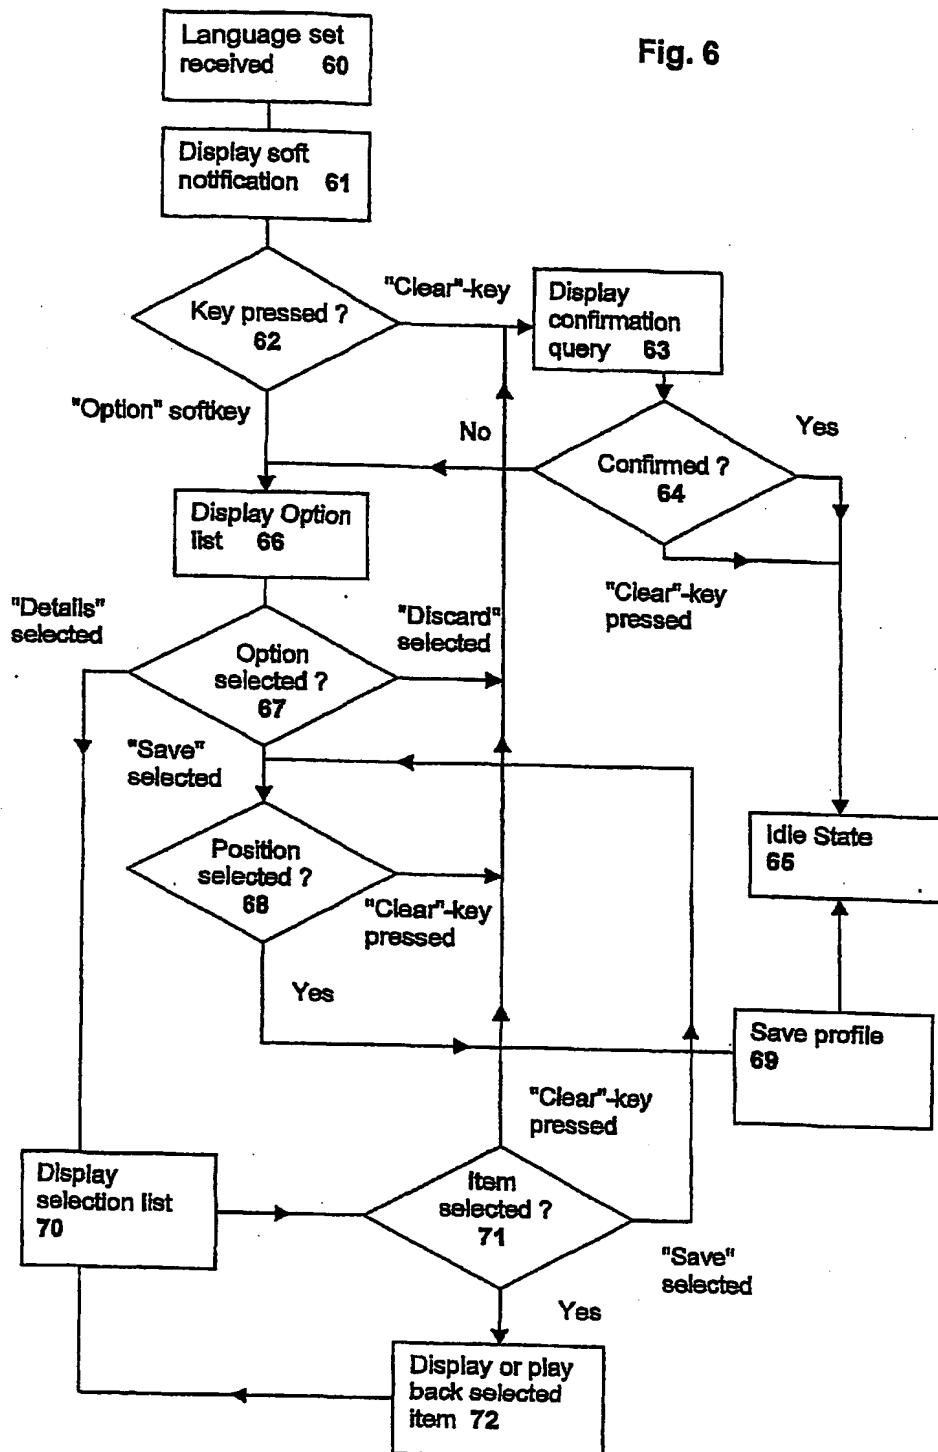 Fig. 6
Language set
received 60
Display soft
notification 61
Key pressed ?
62
"Clear"-key
Display
confirmation
query 63
"Option" softkey
No
Yes
Confirmed ?
64
"Clear"-key
pressed
Display Option
list 66
"Details"
selected
"Discard"
selected
Option
selected ?
67
"Save"
selected
Position
selected ?
68
"Clear"-key
pressed
Idle State
65
Yes
Save profile
69
"Clear"-key
pressed
Display
selection list
70
Item
selected ?
71
"Save"
selected
Yes
Display or play
back selected
item 72